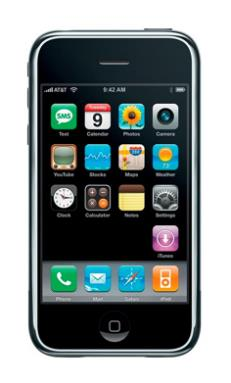 AT&T 9:42 AM
SMS Tuesday 9
Text Calendar Photos Camera
73°
YouTube Stocks Maps Weather
Clock Calculator Notes Settings
iTunes
Phone Mail Safari iPod